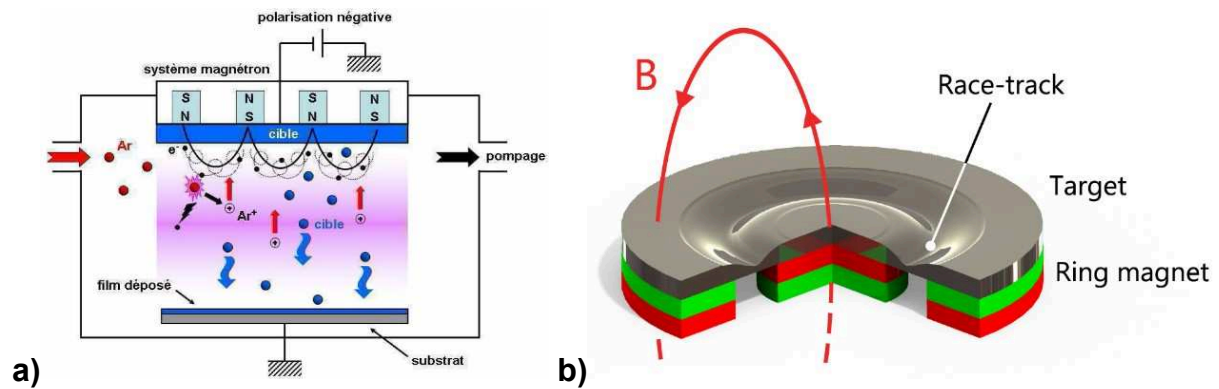 polarisation négative
système magnétron
S N N N
N S S S
cible
Ar
e-
pompage
Ar+
cible
film déposé
substrat
a)
B
Race-track
Target
Ring magnet
b)